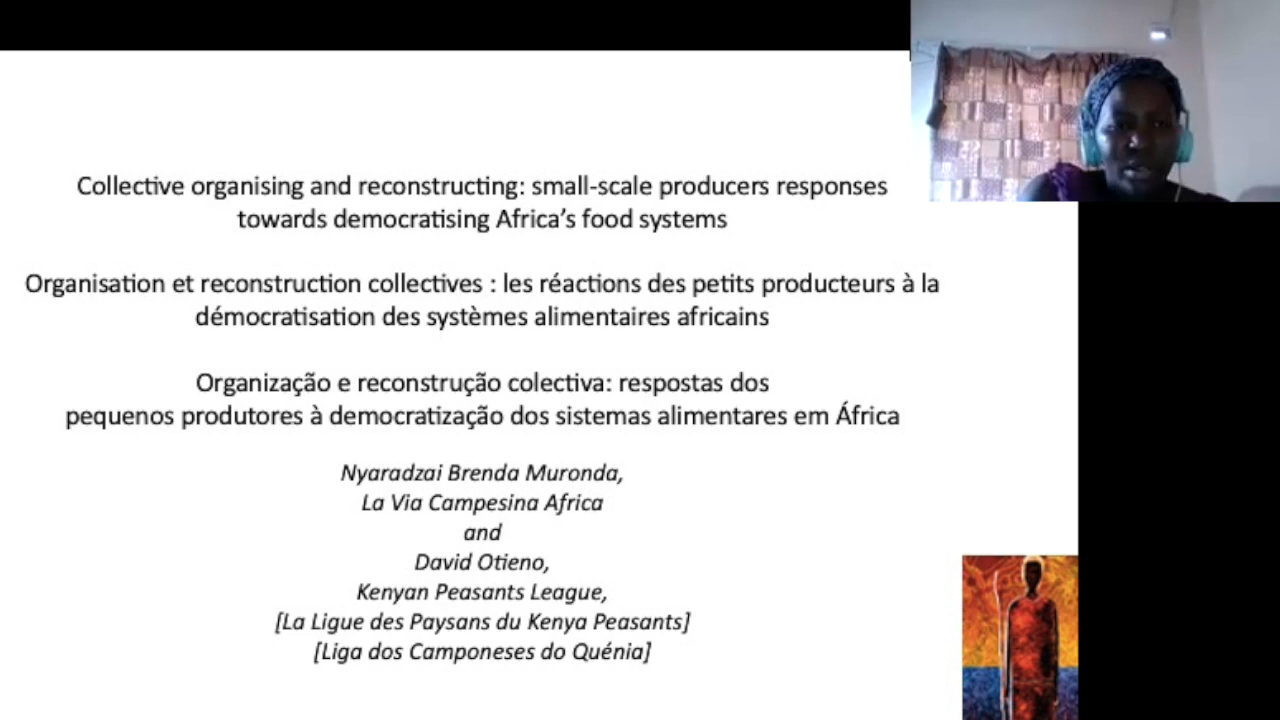 Collective organising and reconstructing: small-scale producers responses
towards democratising Africa's food systems
Organisation et reconstruction collectives : les réactions des petits producteurs à la
démocratisation des systèmes alimentaires africains
Organização e reconstrução colectiva: respostas dos
pequenos produtores à democratização dos sistemas alimentares em África
Nyaradzai Brenda Muronda,
La Via Campesina Africa
and
David Otieno,
Kenyan Peasants League,
[La Ligue des Paysans du Kenya Peasants]
[Liga dos Camponeses do Quénia]